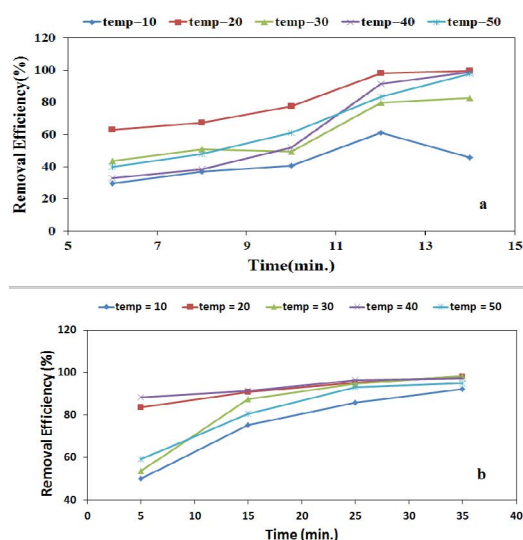 temp−10 temp−20 temp−30 temp−40 temp−50
120
100
80
60
40
20
0
Removal Efficiency(%)
5 7 9 11 13 15
Time(min.)
a
temp = 10 temp = 20 temp = 30 temp = 40 temp = 50
120
100
80
60
40
Removal Efficiency (%)
0 5 10 15 20 25 30 35 40
Time (min.)
b